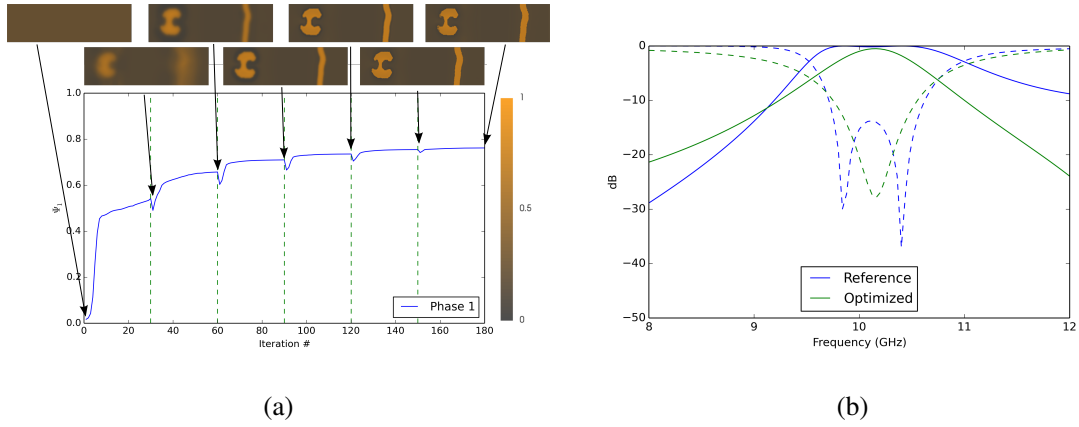 1.0
0.8
0.6
0.4
0.2
0.0
Ψ1
0 20 40 60 80 100 120 140 160 180
Iteration #
Phase 1
1
0.5
0
(a)
0
−10
−20
−30
−40
−50
dB
8 9 10 11 12
Frequency (GHz)
Reference
Optimized
(b)